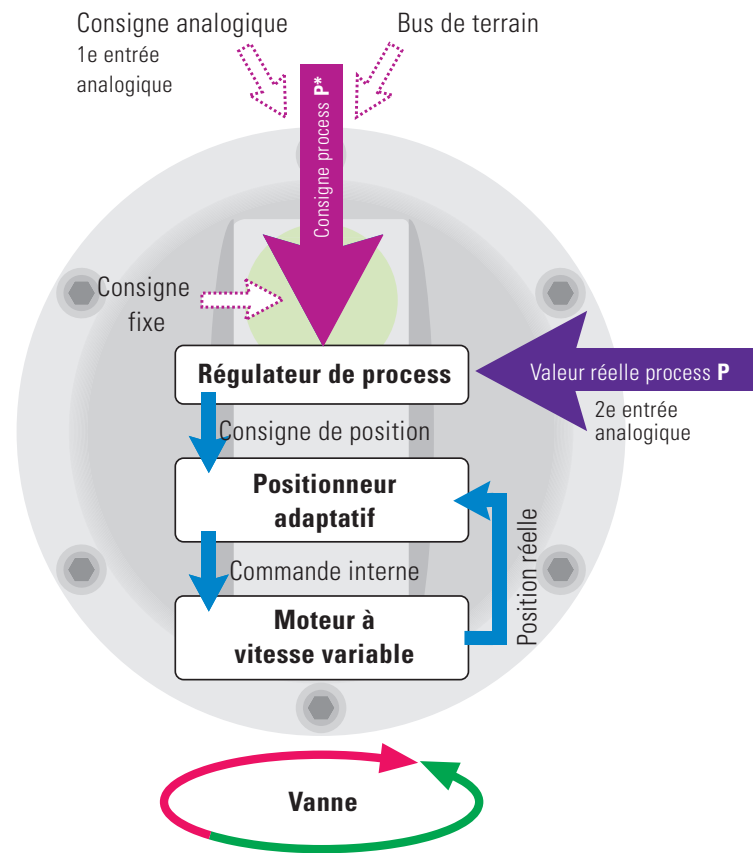 Consigne analogique
1e entrée
analogique
Bus de terrain
Consigne process P*
Consigne
fixe
Régulateur de process
Valeur réelle process P
2e entrée
analogique
Consigne de position
Positionneur
adaptatif
Commande interne
Position réelle
Moteur à
vitesse variable
Vanne